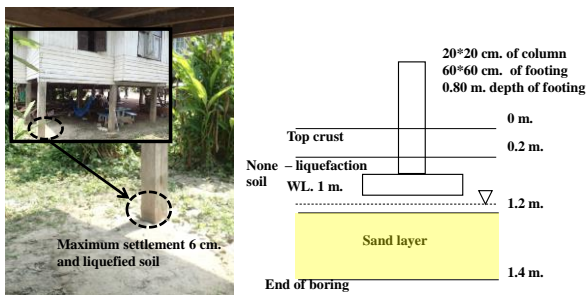 Maximum settlement 6 cm.
and liquefied soil
20*20 cm. of column
60*60 cm. of footing
0.80 m. depth of footing
0 m.
Top crust
0.2 m.
None – liquefaction
soil
WL. 1 m.
1.2 m.
Sand layer
1.4 m.
End of boring